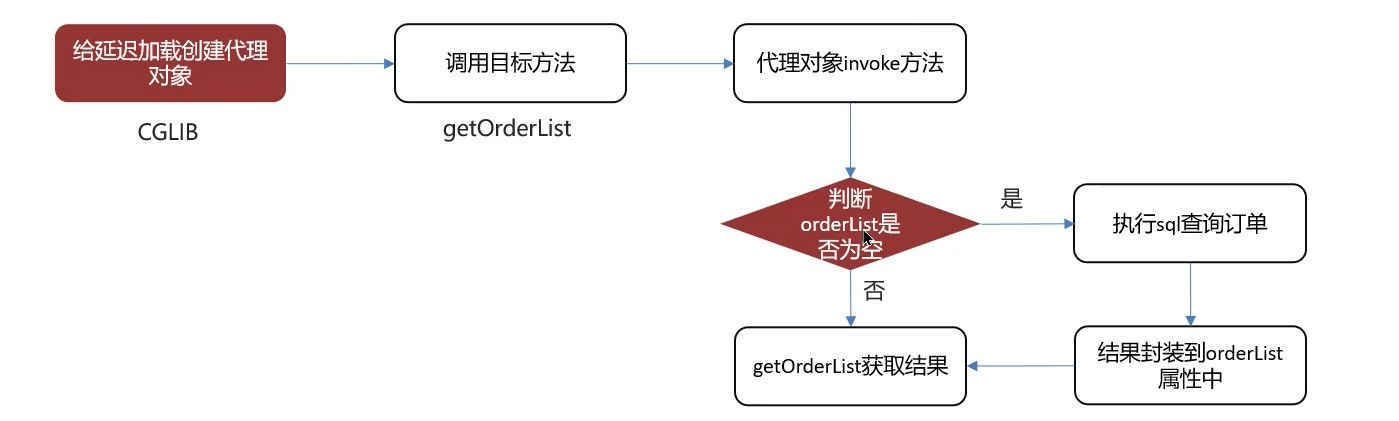 给延迟加载创建代理
对象
CGLIB
调用目标方法
getOrderList
代理对象invoke方法
判断
orderList是
否为空
是
执行sql查询订单
否
结果封装到orderList
属性中
getOrderList获取结果